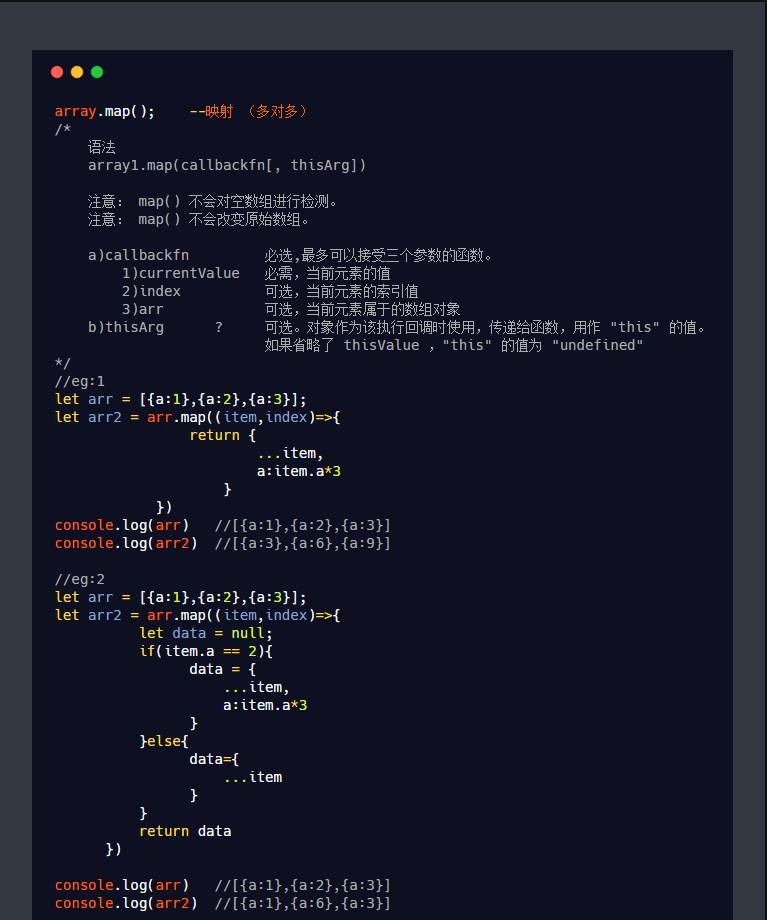 array.map();    --映射 （多对多）
/*
    语法
    array1.map(callbackfn[, thisArg])

    注意： map() 不会对空数组进行检测。
    注意： map() 不会改变原始数组。

    a)callbackfn         必选,最多可以接受三个参数的函数。
        1)currentValue   必需，当前元素的值
        2)index          可选，当前元素的索引值
        3)arr            可选，当前元素属于的数组对象
    b)thisArg      ?     可选。对象作为该执行回调时使用，传递给函数，用作 "this" 的值。
                         如果省略了 thisValue ，"this" 的值为 "undefined"
*/
//eg:1
let arr = [{a:1},{a:2},{a:3}];
let arr2 = arr.map((item,index)=>{
                return {
                        ...item,
                        a:item.a*3
                    }
            })
console.log(arr)   //[{a:1},{a:2},{a:3}]
console.log(arr2)  //[{a:3},{a:6},{a:9}]

//eg:2
let arr = [{a:1},{a:2},{a:3}];
let arr2 = arr.map((item,index)=>{
          let data = null;
          if(item.a == 2){
                data = {
                    ...item,
                    a:item.a*3
                }
          }else{
                data={
                    ...item
                }
          }
          return data
      })

console.log(arr)   //[{a:1},{a:2},{a:3}]
console.log(arr2)  //[{a:1},{a:6},{a:3}]